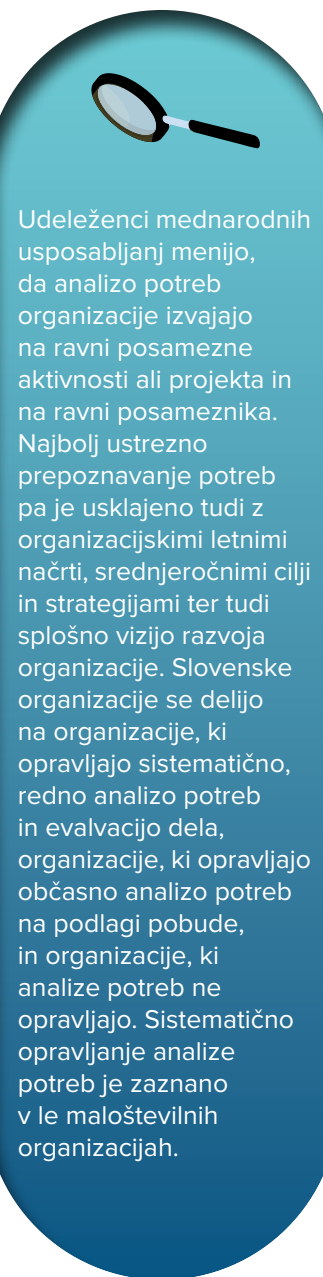 Udeleženci mednarodnih
usposabljanj menijo,
da analizo potreb
organizacije izvajajo
na ravni posamezne
aktivnosti ali projekta in
na ravni posameznika.
Najbolj ustrezno
prepoznavanje potreb
pa je usklajeno tudi z
organizacijskimi letnimi
načrti, srednjeročnimi cilji
in strategijami ter tudi
splošno vizijo razvoja
organizacije. Slovenske
organizacije se delijo
na organizacije, ki
opravljajo sistematično,
redno analizo potreb
in evalvacijo dela,
organizacije, ki opravljajo
občasno analizo potreb
na podlagi pobude,
in organizacije, ki
analize potreb ne
opravljajo. Sistematično
opravljanje analize
potreb je zaznano
v le maloštevilnih
organizacijah.